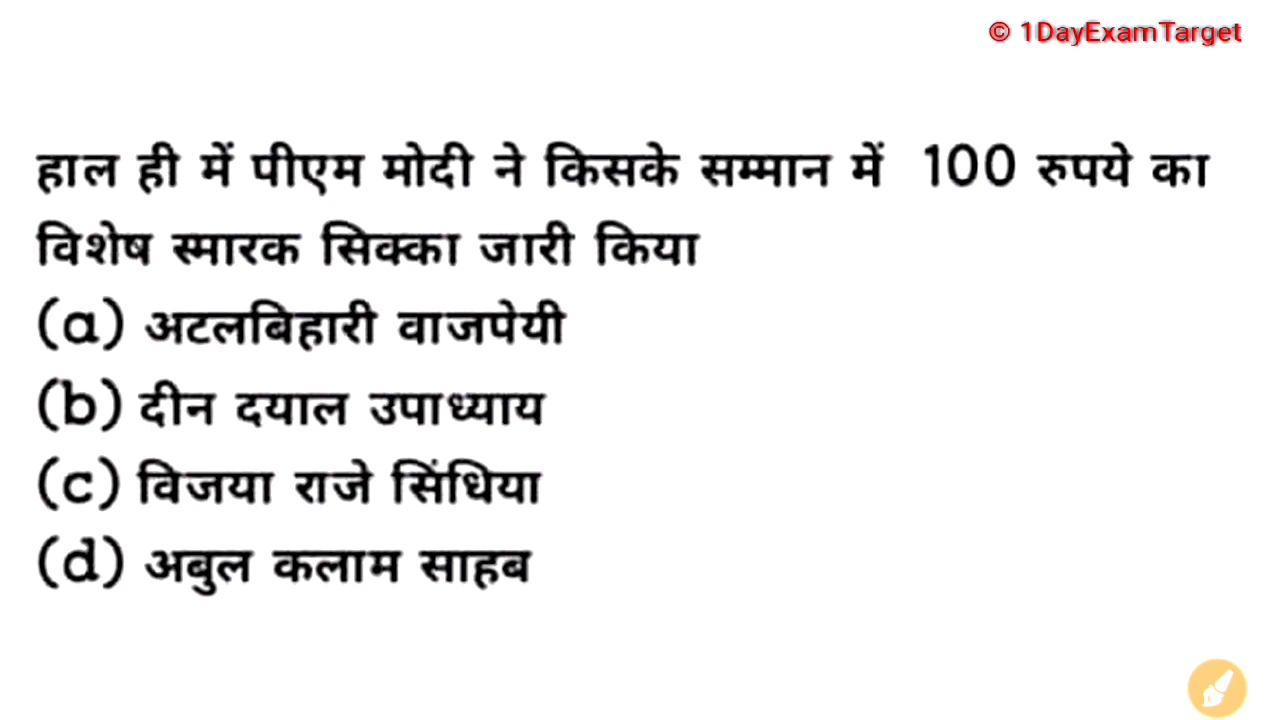 © 1DayExamTarget
हाल ही में पीएम मोदी ने किसके सम्मान में 100 रुपये का
विशेष स्मारक सिक्का जारी किया
(a) अटलबिहारी वाजपेयी
(b) दीन दयाल उपाध्याय
(c) विजया राजे सिंधिया
(d) अबुल कलाम साहब